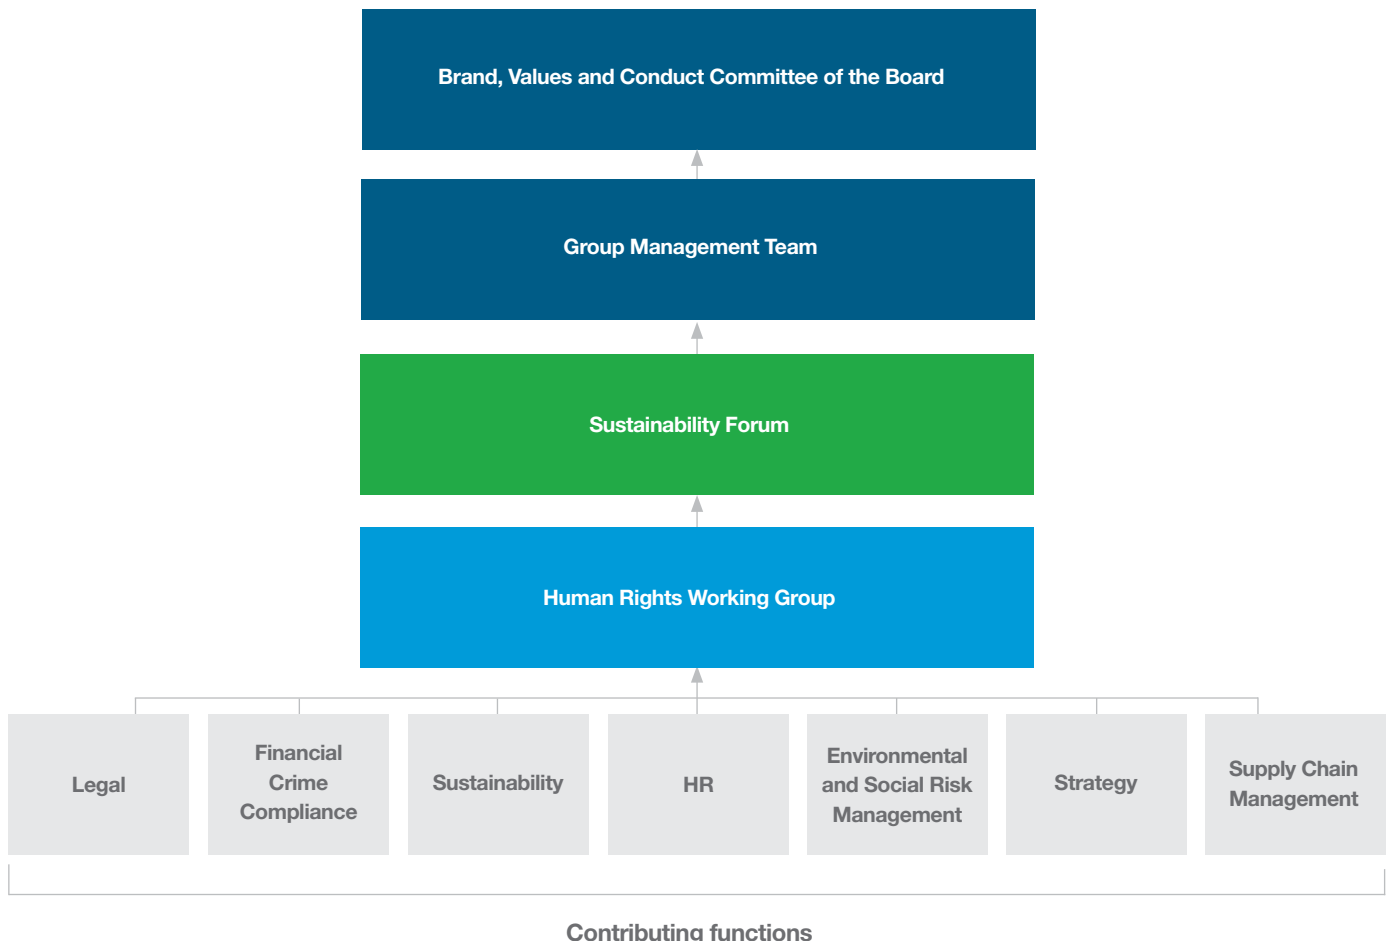 Brand, Values and Conduct Committee of the Board
Group Management Team
Sustainability Forum
Human Rights Working Group
Legal
Financial
Crime
Compliance
Sustainability
HR
Environmental
and Social Risk
Management
Strategy
Supply Chain
Management
Contributing functions